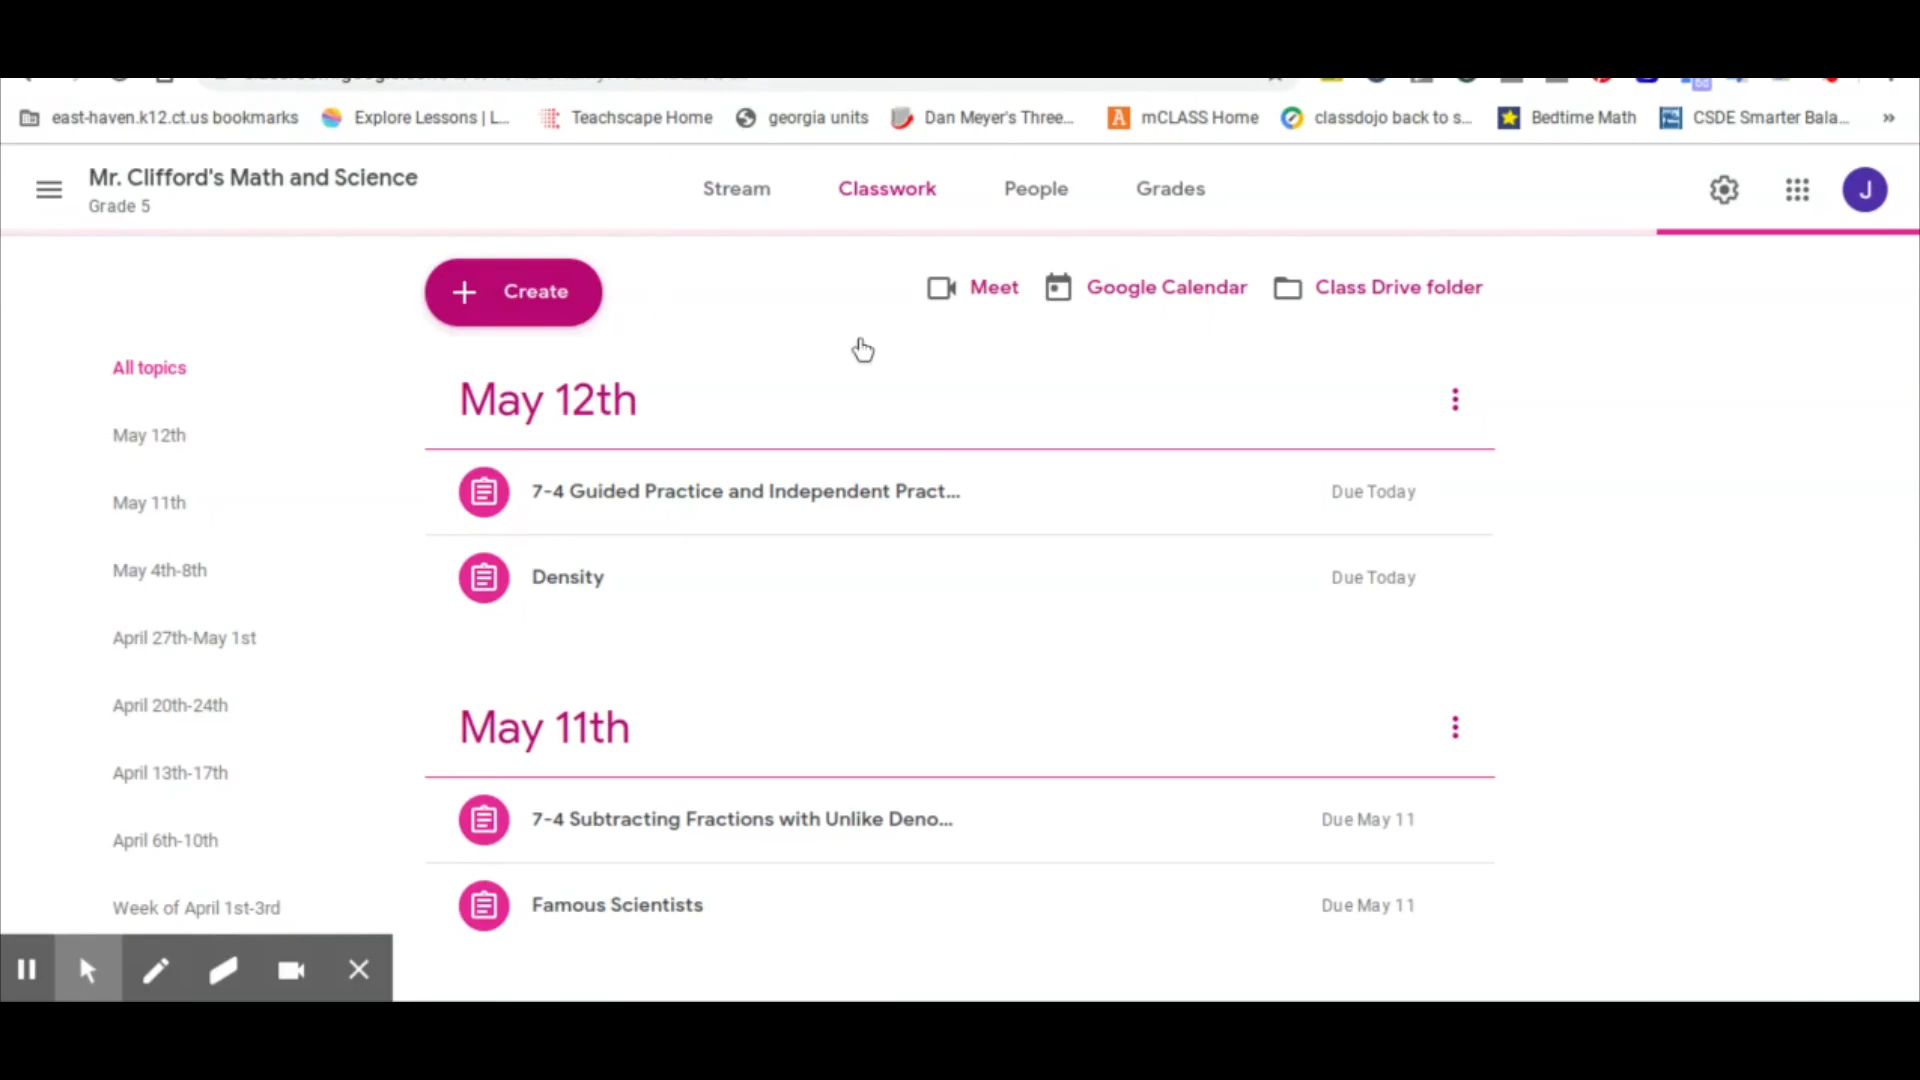 east-haven.k12.ct.us bookmarks Explore Lessons | L... Teachscape Home georgia units Dan Meyer's Three... mCLASS Home classdojo back to s... Bedtime Math CSDE Smarter Bala... »
Mr. Clifford's Math and Science
Grade 5
Stream Classwork People Grades
J
Create
Meet Google Calendar Class Drive folder
All topics
May 12th
May 11th
May 4th-8th
April 27th-May 1st
April 20th-24th
April 13th-17th
April 6th-10th
Week of April 1st-3rd
May 12th
7-4 Guided Practice and Independent Pract... Due Today
Density Due Today
May 11th
7-4 Subtracting Fractions with Unlike Deno... Due May 11
Famous Scientists Due May 11